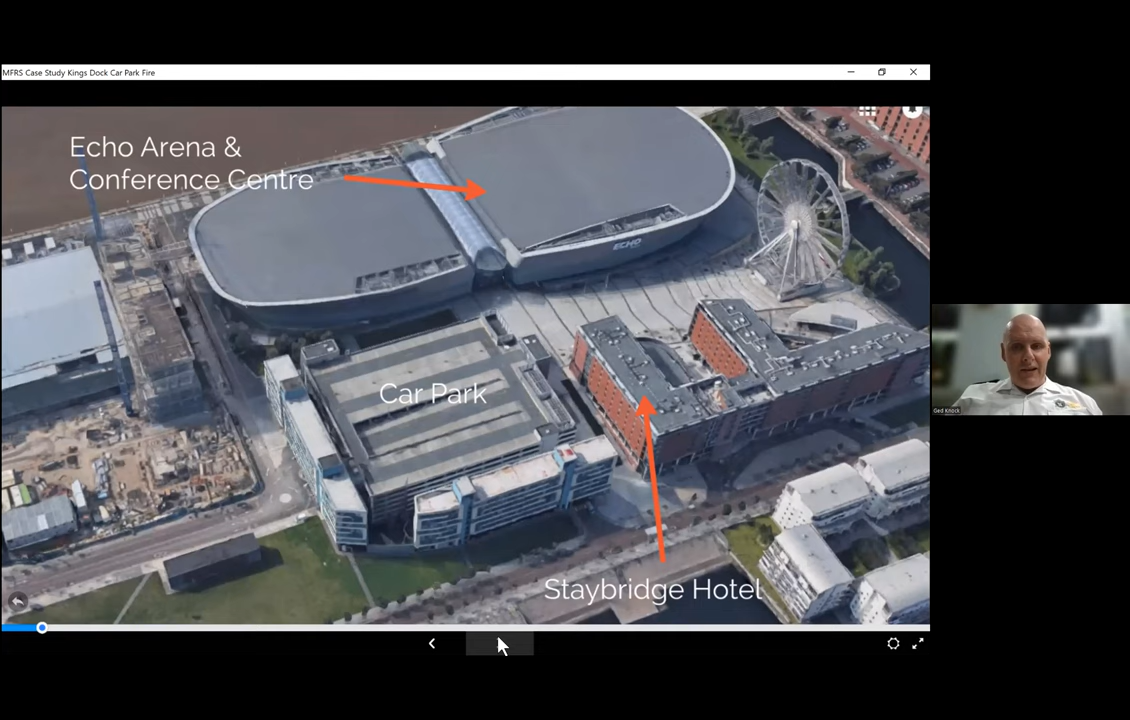 MFRS Case Study Kings Dock Car Park Fire
Echo Arena &
Conference Centre
ECHO
Car Park
Staybridge Hotel
Ged Knock